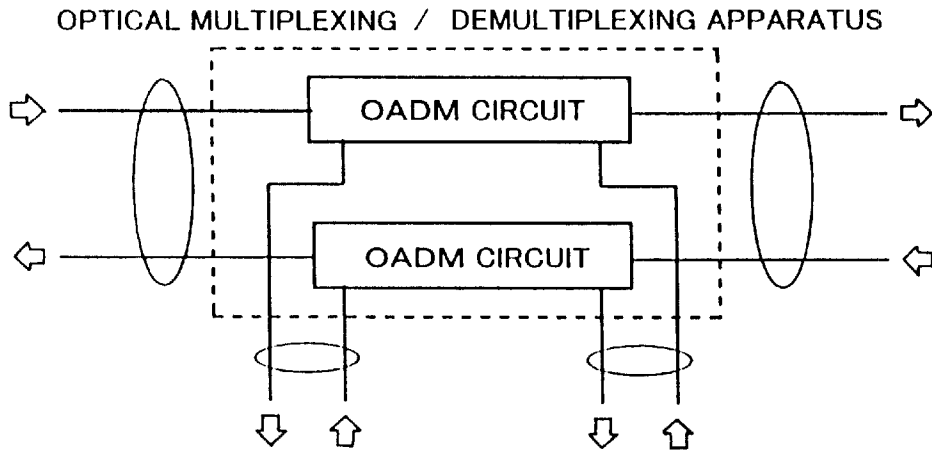 OPTICAL MULTIPLEXING / DEMULTIPLEXING APPARATUS
OADM CIRCUIT
OADM CIRCUIT